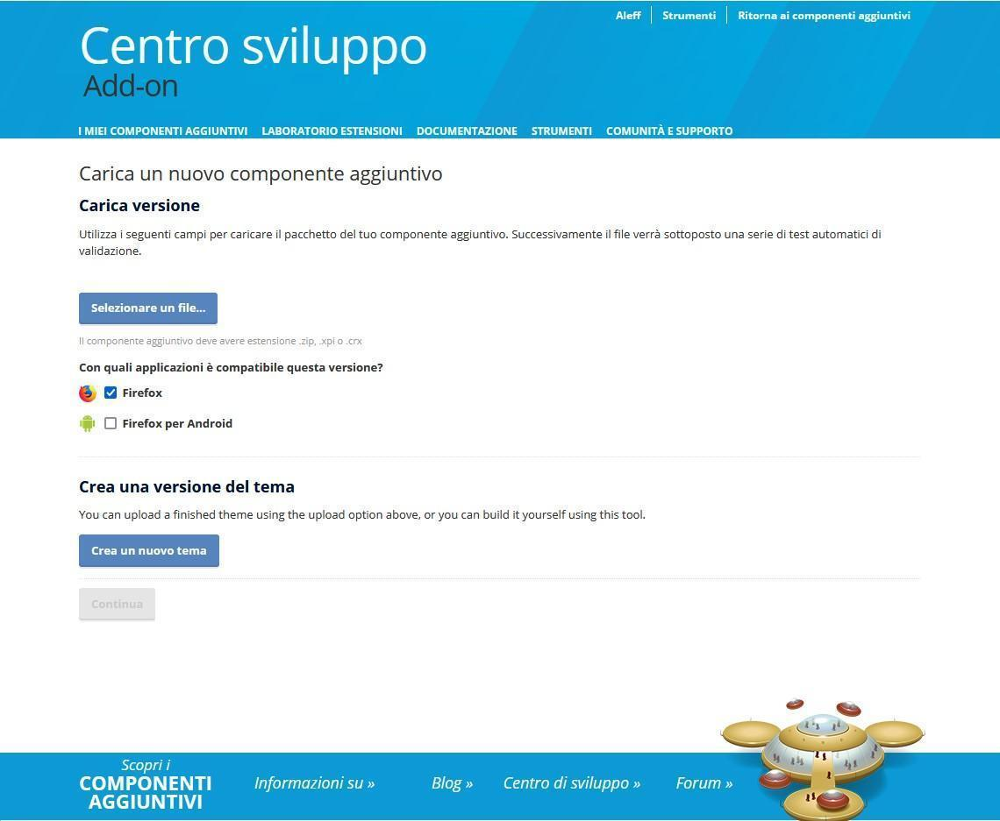 Aleff Strumenti Ritorna ai componenti aggiuntivi
Centro sviluppo
Add-on
I MIEI COMPONENTI AGGIUNTIVI LABORATORIO ESTENSIONI DOCUMENTAZIONE STRUMENTI COMUNITÀ E SUPPORTO
Carica un nuovo componente aggiuntivo
Carica versione
Utilizza i seguenti campi per caricare il pacchetto del tuo componente aggiuntivo. Successivamente il file verrà sottoposto una serie di test automatici di
validazione.
Selezionare un file...
Il componente aggiuntivo deve avere estensione .zip, .xpi o .crx
Con quali applicazioni è compatibile questa versione?
Firefox
Firefox per Android
Crea una versione del tema
You can upload a finished theme using the upload option above, or you can build it yourself using this tool.
Crea un nuovo tema
Continua
Scopri i
COMPONENTI
AGGIUNTIVI
Informazioni su » Blog » Centro di sviluppo » Forum »